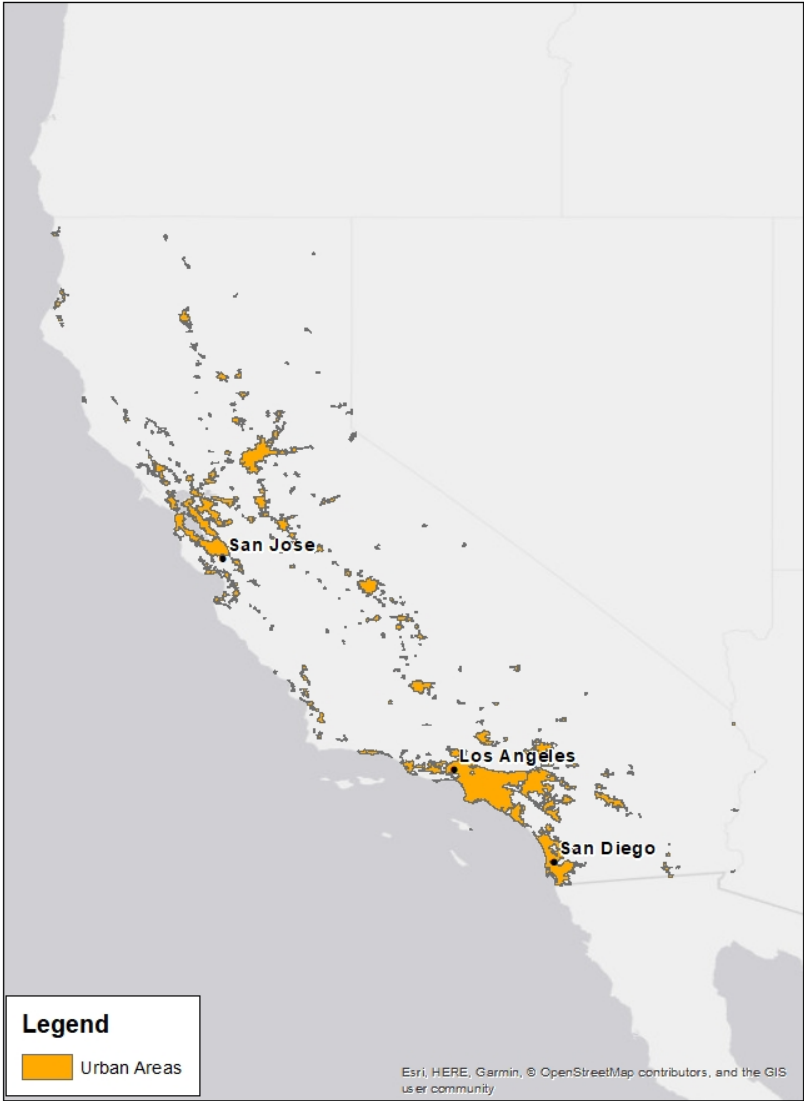 San Jose
Los Angeles
San Diego
Legend
Urban Areas
Esri, HERE, Garmin, © OpenStreetMap contributors, and the GIS
user community